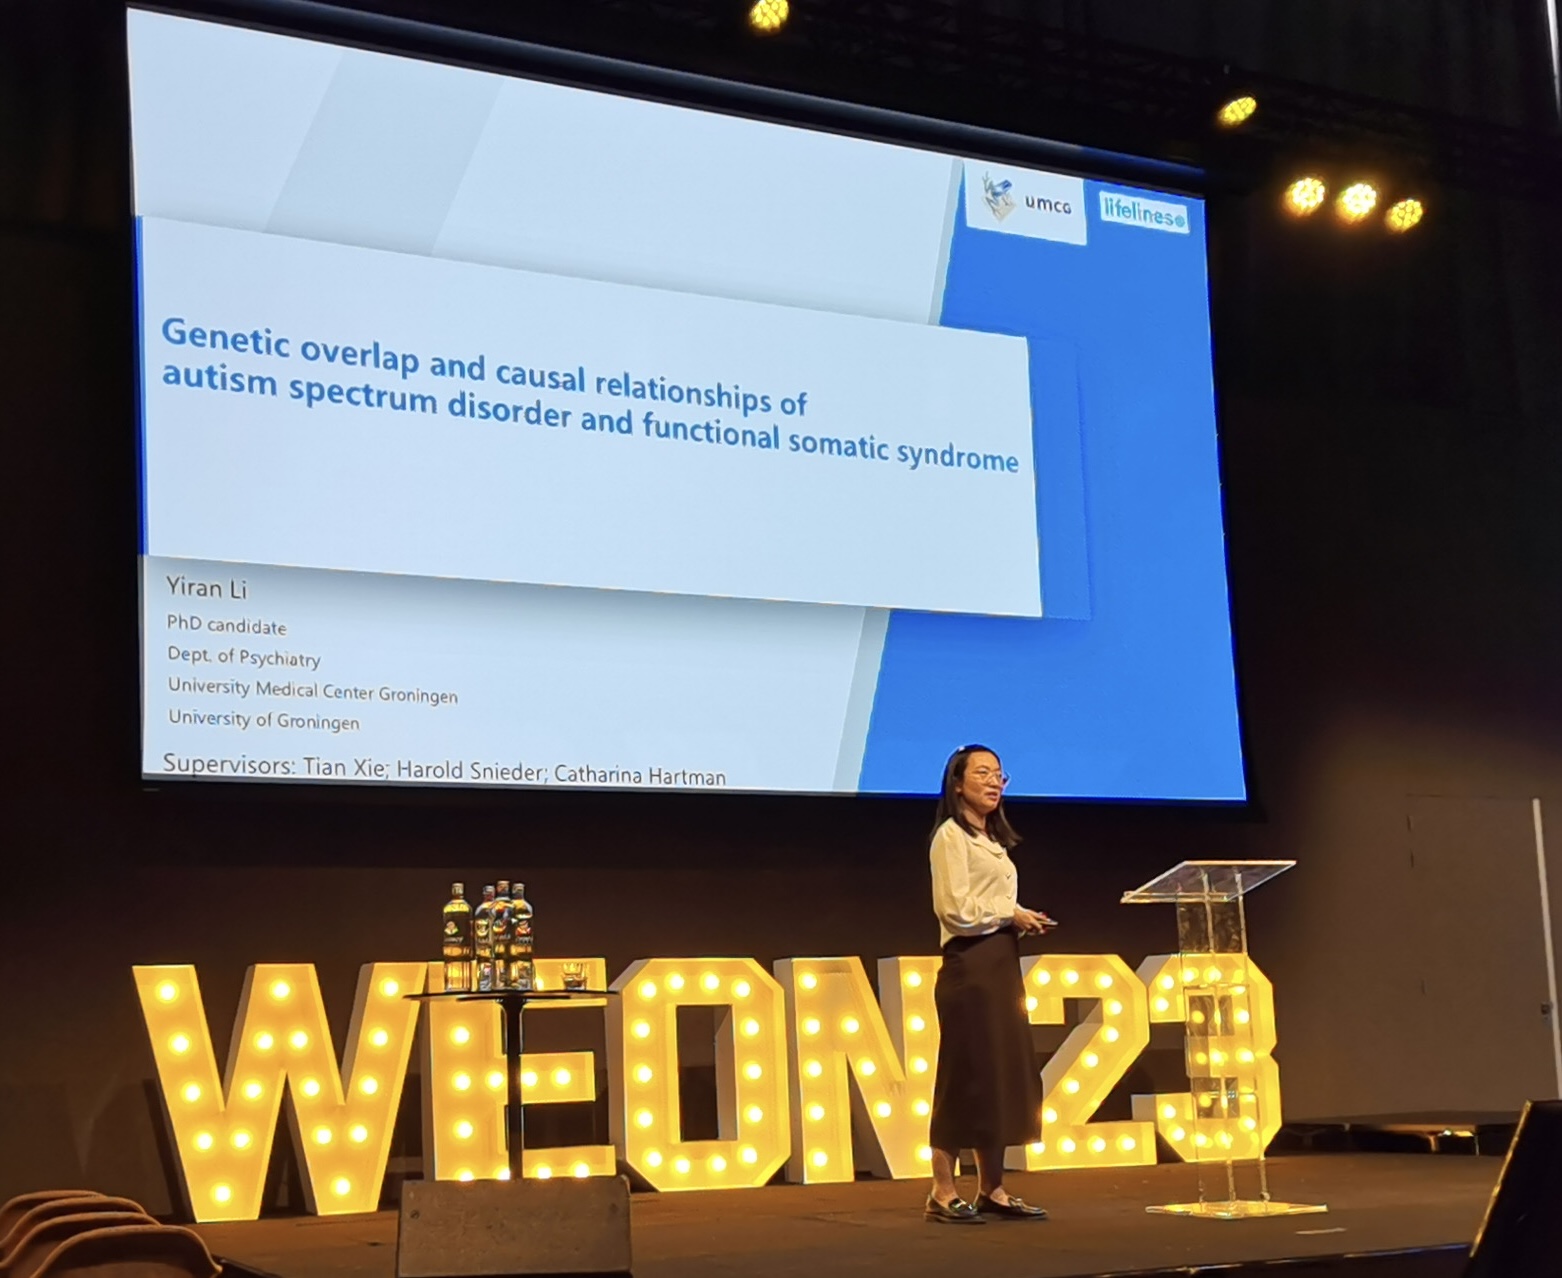 umcg
lifelines
Genetic overlap and causal relationships of
autism spectrum disorder and functional somatic syndrome
Yiran Li
PhD candidate
Dept. of Psychiatry
University Medical Center Groningen
University of Groningen
Supervisors: Tian Xie; Harold Snieder; Catharina Hartman
WEON 23